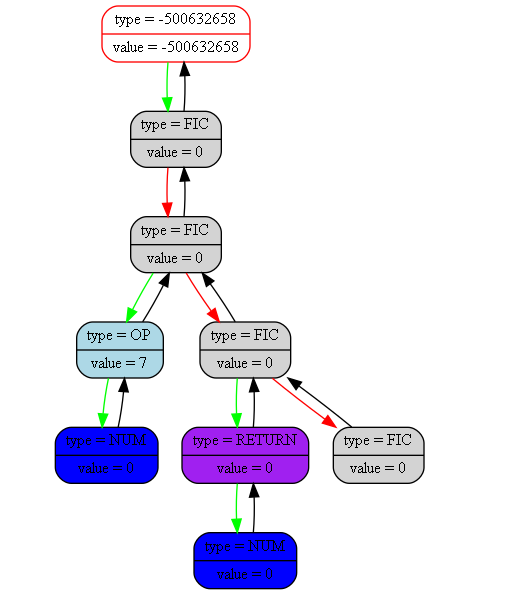 type = -500632658
value = -500632658
type = FIC
value = 0
type = FIC
value = 0
type = OP
value = 7
type = FIC
value = 0
type = NUM
value = 0
type = RETURN
value = 0
type = FIC
value = 0
type = NUM
value = 0